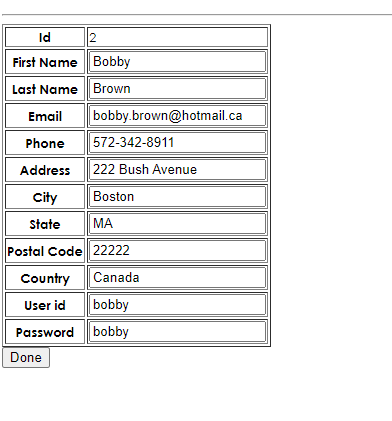 Id 2
First Name Bobby
Last Name Brown
Email bobby.brown@hotmail.ca
Phone 572-342-8911
Address 222 Bush Avenue
City Boston
State MA
Postal Code 22222
Country Canada
User id bobby
Password bobby
Done